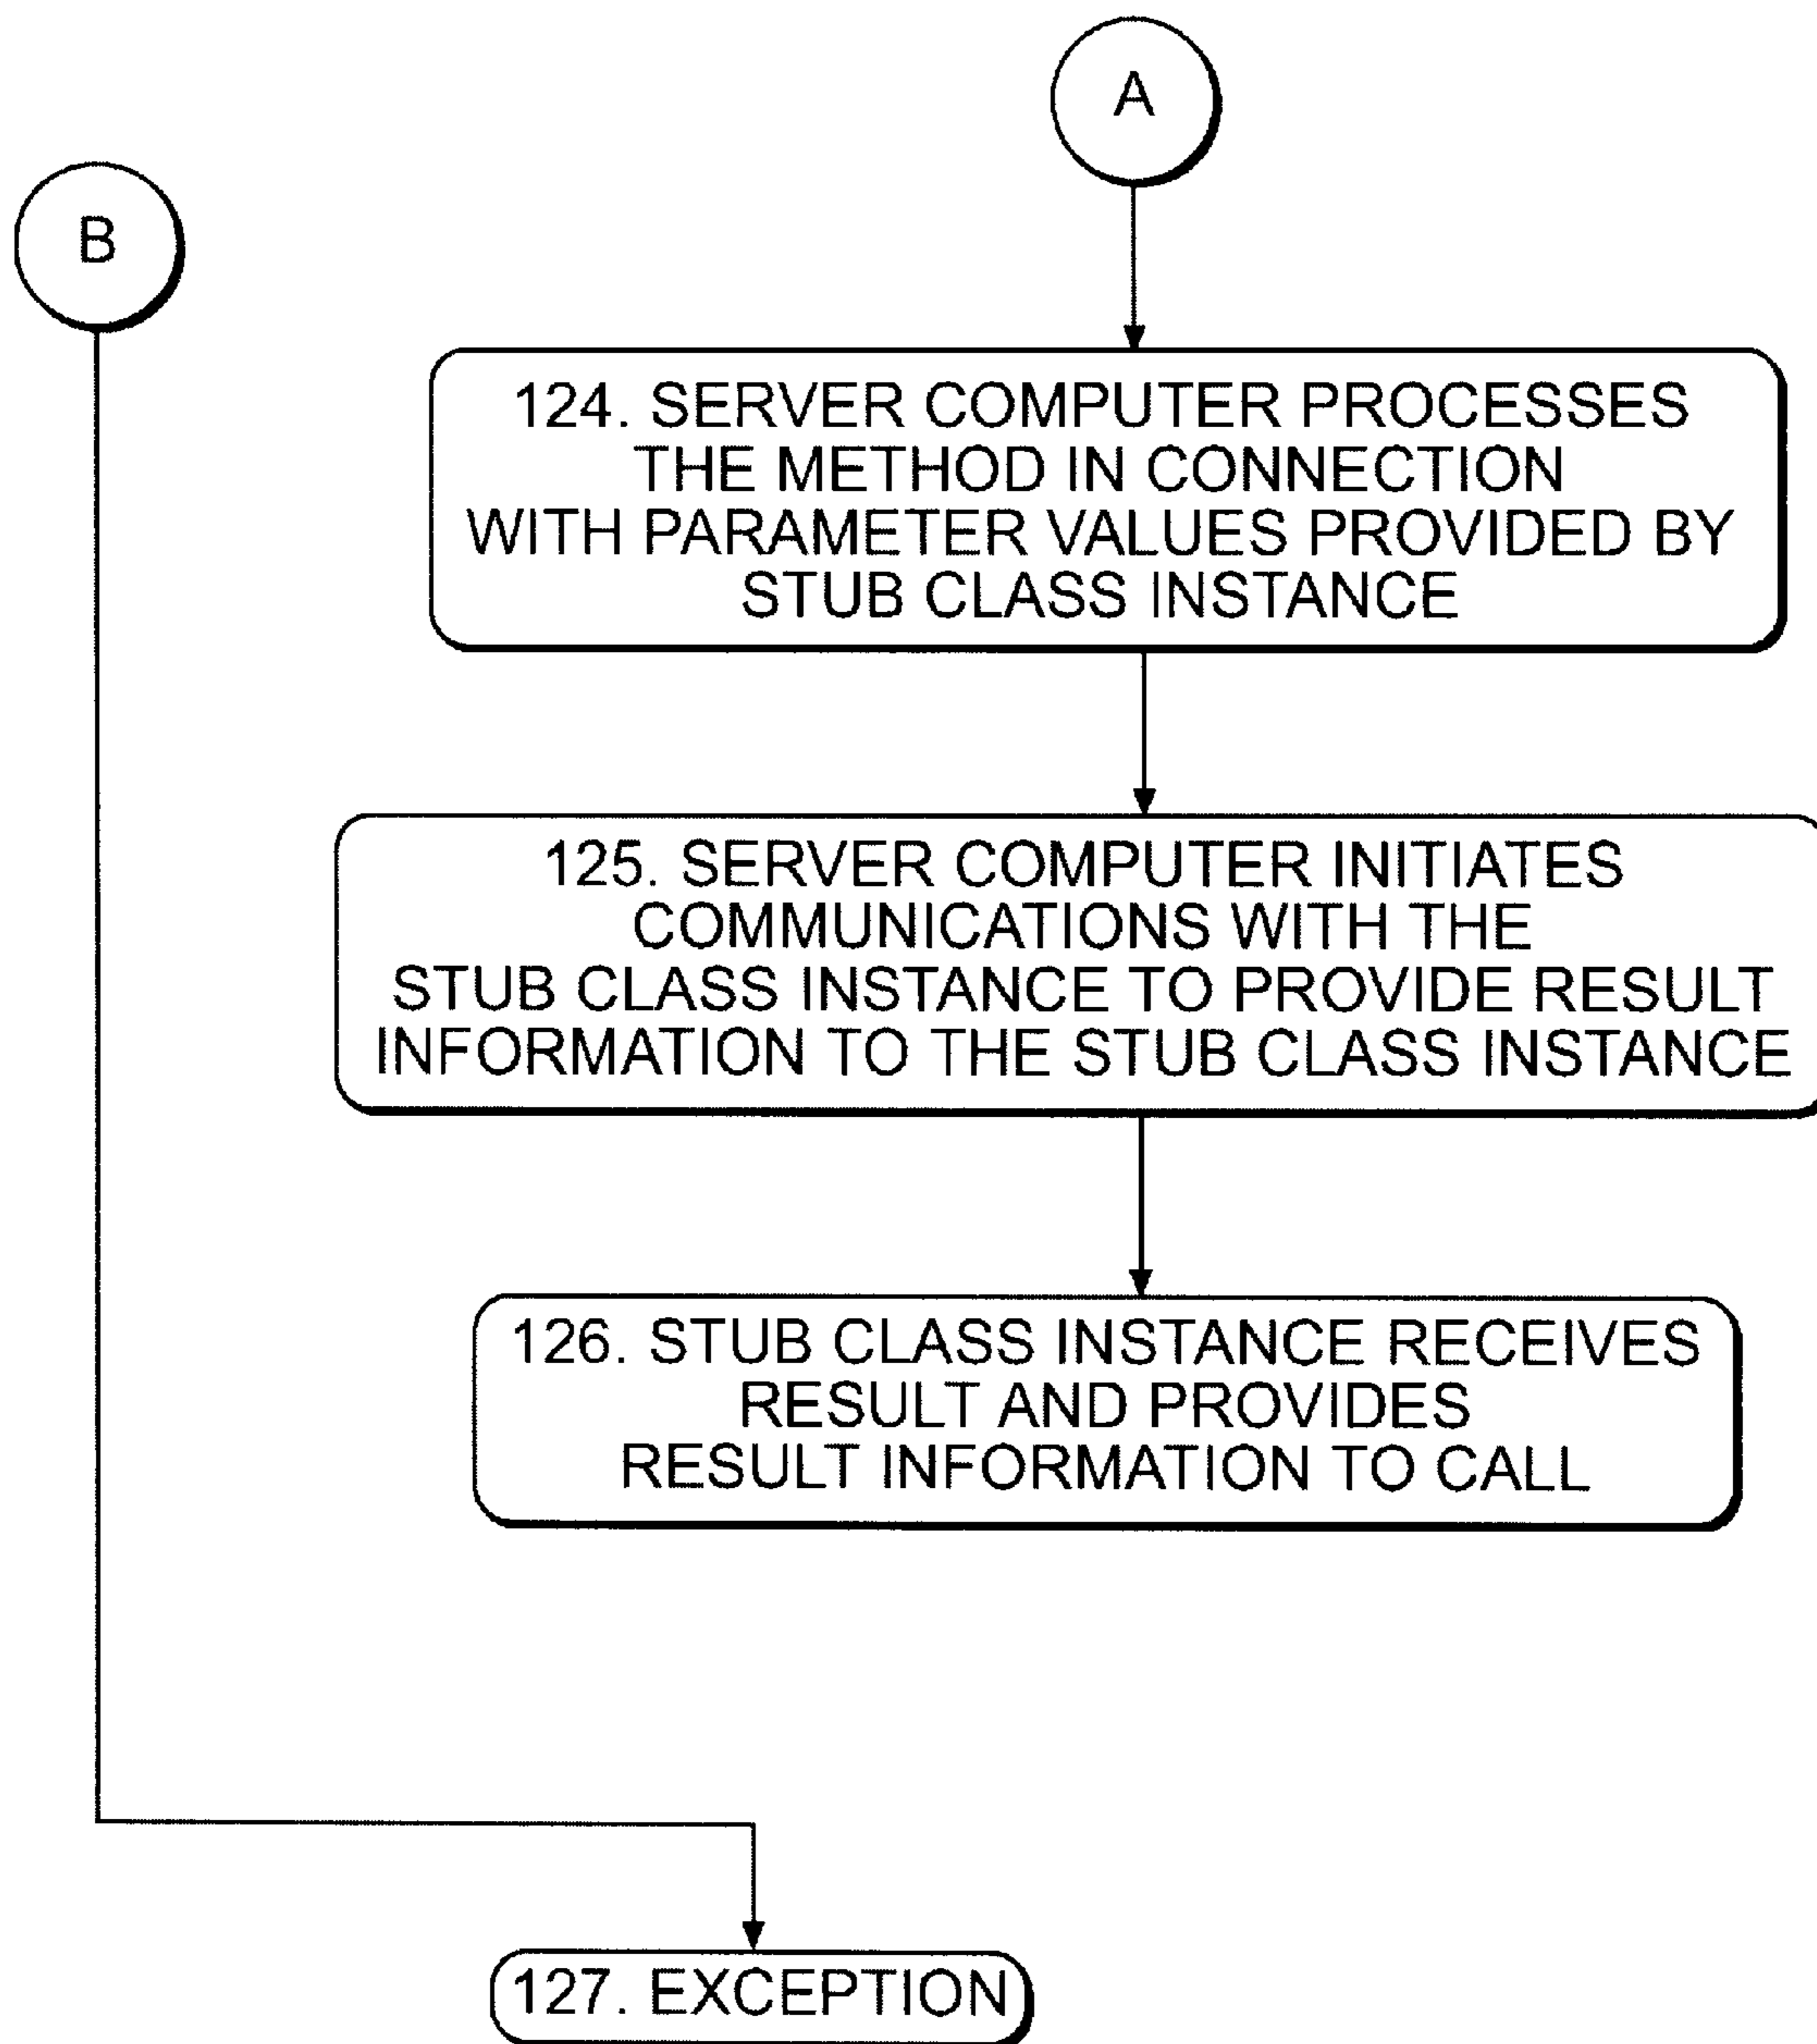 A
B
124. SERVER COMPUTER PROCESSES
THE METHOD IN CONNECTION
WITH PARAMETER VALUES PROVIDED BY
STUB CLASS INSTANCE
125. SERVER COMPUTER INITIATES
COMMUNICATIONS WITH THE
STUB CLASS INSTANCE TO PROVIDE RESULT
INFORMATION TO THE STUB CLASS INSTANCE
126. STUB CLASS INSTANCE RECEIVES
RESULT AND PROVIDES
RESULT INFORMATION TO CALL
127. EXCEPTION